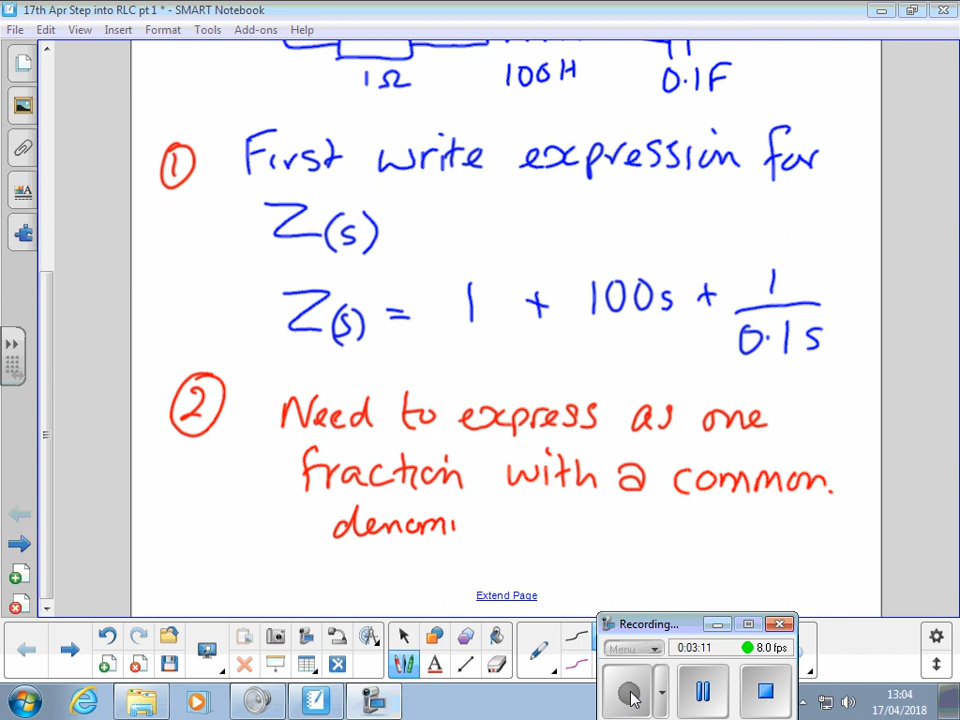 17th Apr Step into RLC pt 1 * - SMART Notebook
File Edit View Insert Format Tools Add-ons Help
1Ω 100H 0.1F
① First write expression for
Z(s)
Z(s) = 1 + 100s + 1/0.1s
② Need to express as one
fraction with a common.
denomi
Extend Page
Recording...
Menu 0:03:11 8.0 fps
13:04
17/04/2018